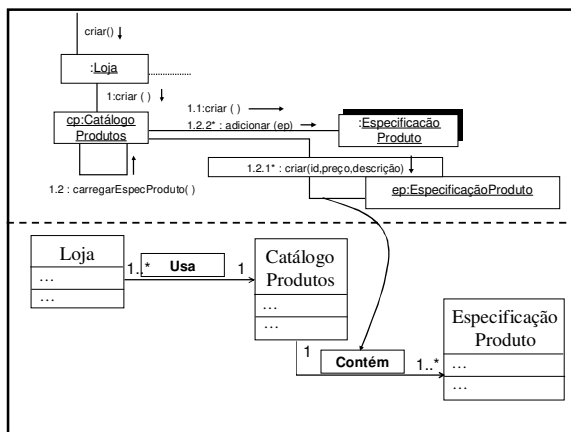 criar()
:Loja
1:criar ( )
cp:Catálogo
Produtos
1.1:criar ( )
1.2.2* : adicionar (ep)
:Especificação
Produto
1.2.1* : criar(id,preço,descrição)
1.2 : carregarEspecProduto( )
ep:EspecificaçãoProduto
Loja
...
...
1..*
Usa
1
Catálogo
Produtos
...
...
1
Contém
1..*
Especificação
Produto
...
...